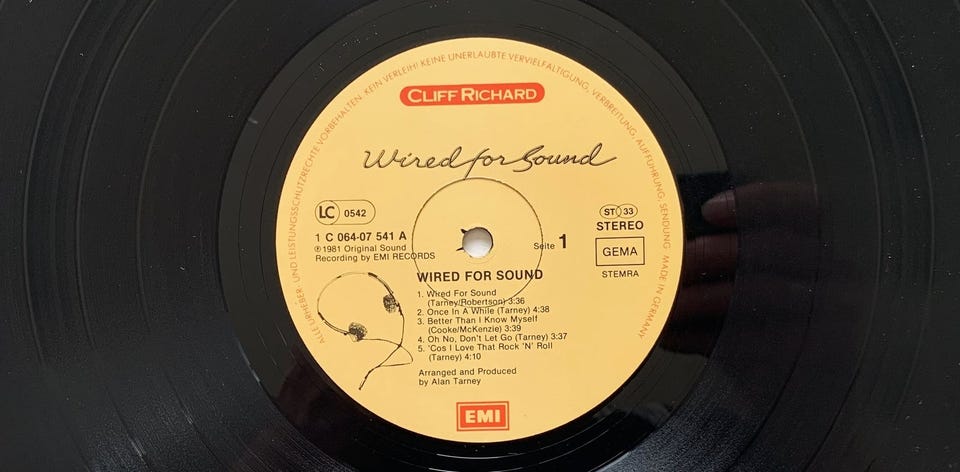 ALLE URHEBER- UND LEISTUNGSSCHUTZRECHTE VORBEHALTEN. KEIN VERLEIH! KEINE UNERLAUBTE VERVIELFÄLTIGUNG, VERBREITUNG, AUFFÜHRUNG, SENDUNG. MADE IN GERMANY
CLIFF RICHARD
Wired for Sound
LC 0542
1 C 064-07 541 A
℗ 1981 Original Sound
Recording by EMI RECORDS
ST 33
STEREO
GEMA
STEMRA
Seite 1
WIRED FOR SOUND
1. Wired For Sound
(Tarney/Robertson) 3:36
2. Once In A While (Tarney) 4:38
3. Better Than I Know Myself
(Cooke/McKenzie) 3:39
4. Oh No, Don't Let Go (Tarney) 3:37
5. 'Cos I Love That Rock 'N' Roll
(Tarney) 4:10
Arranged and Produced
by Alan Tarney
EMI